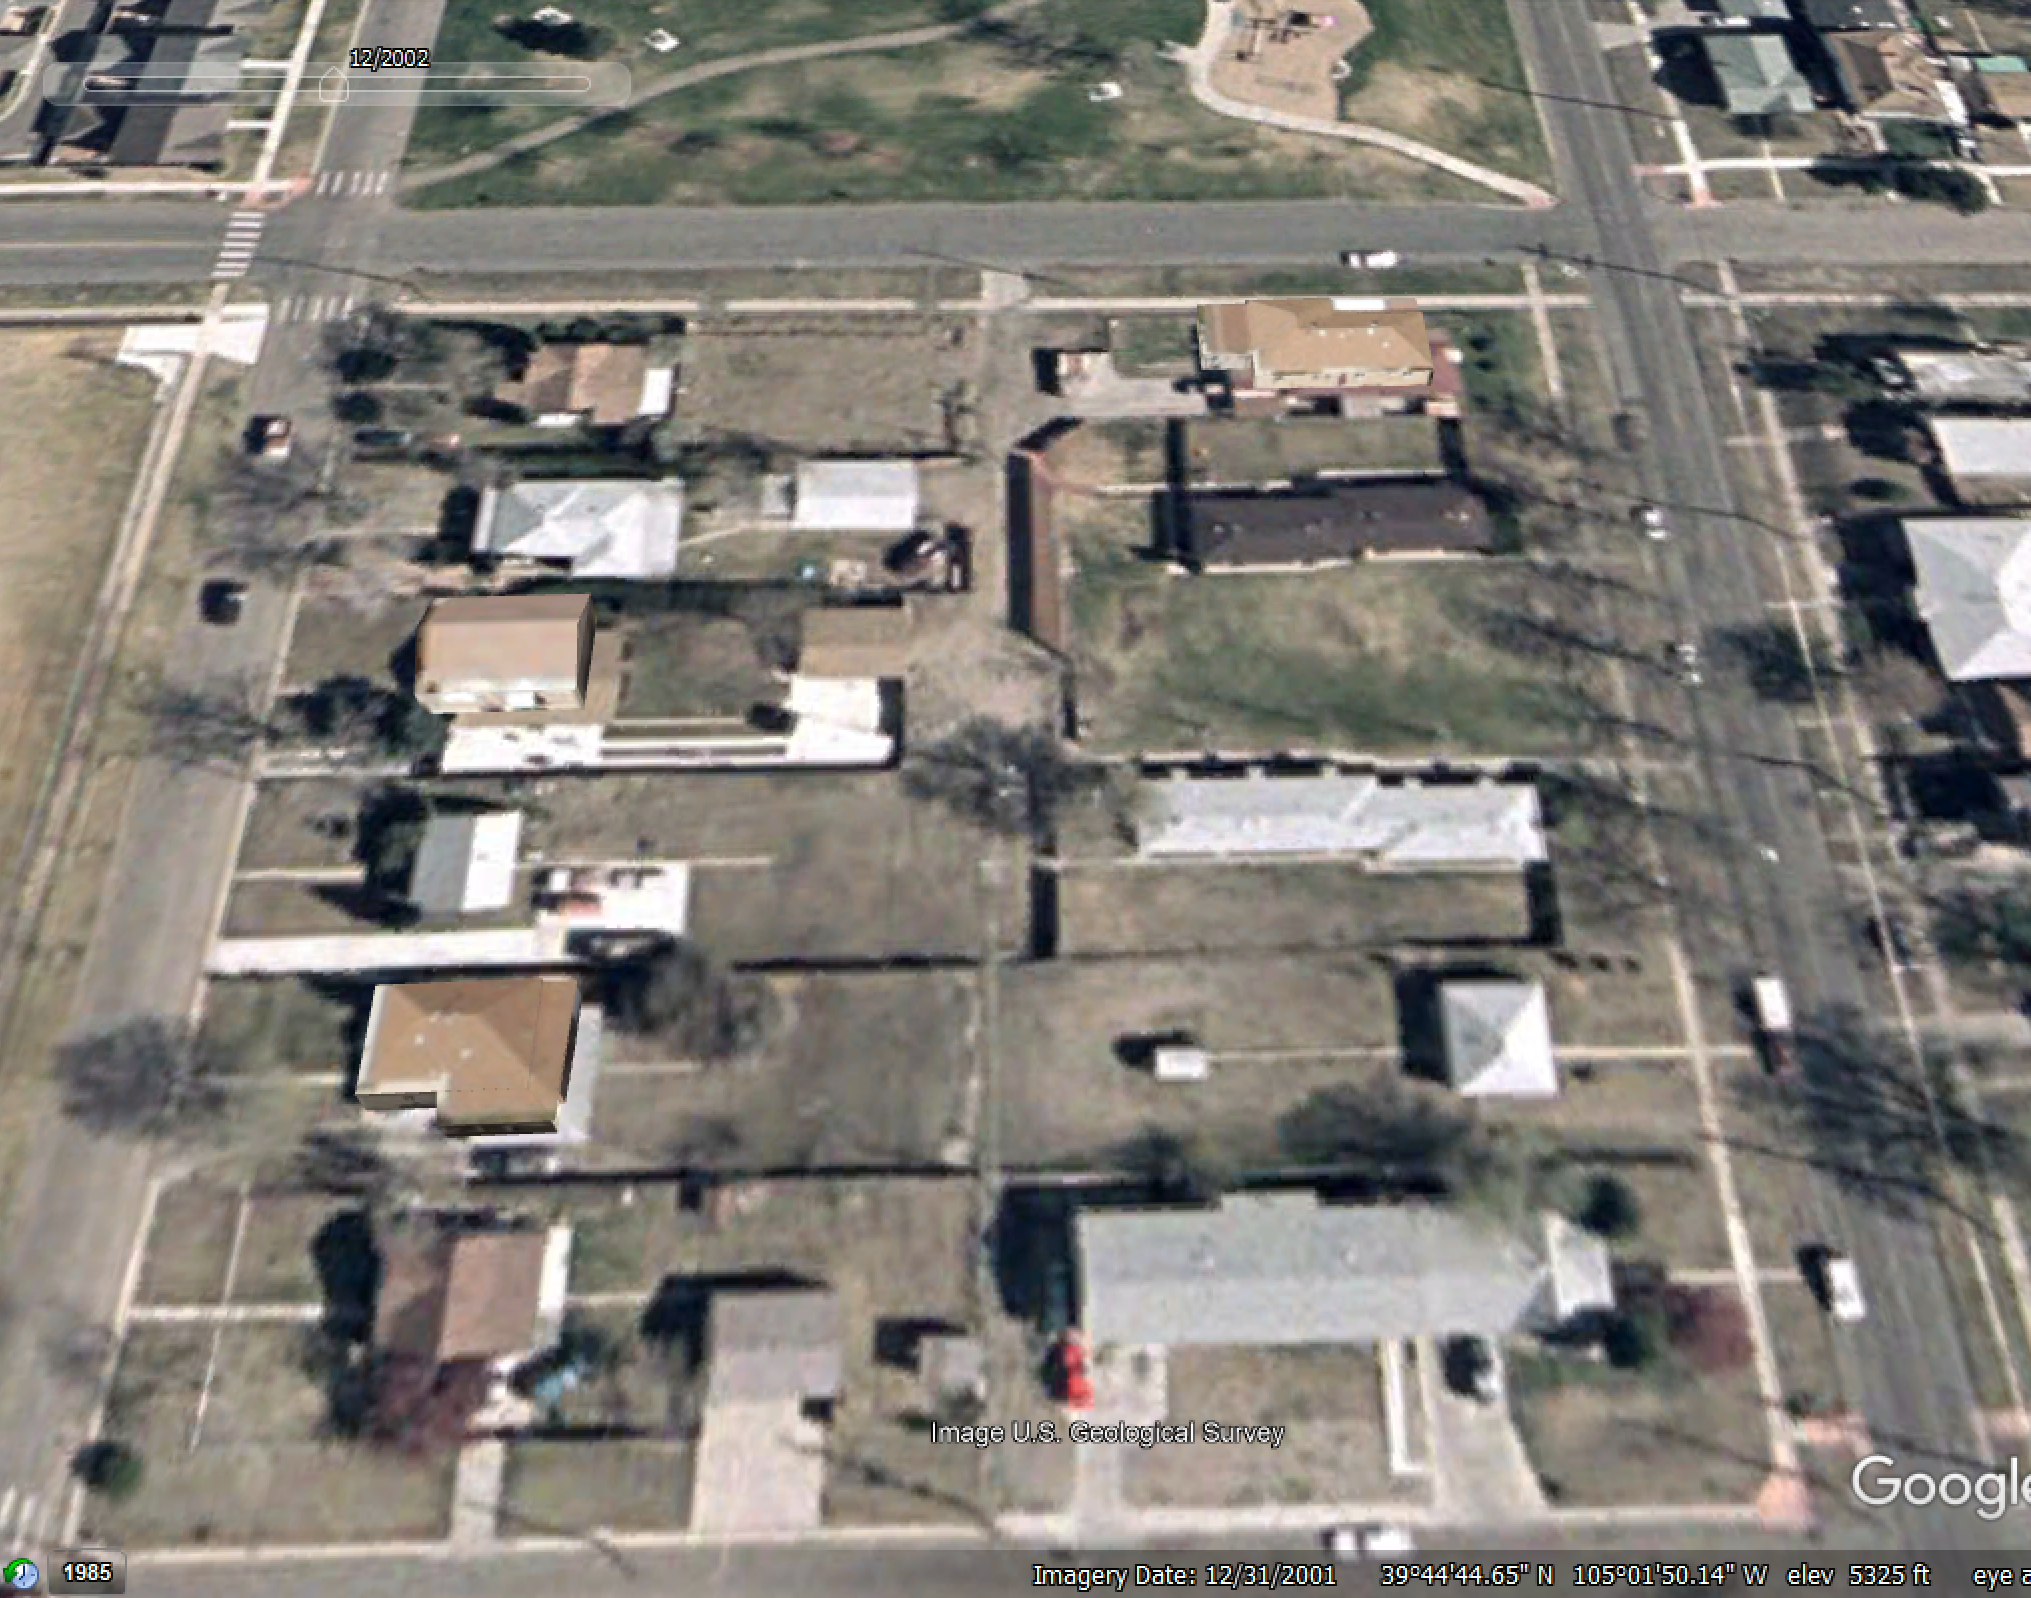 12/2002
Image U.S. Geological Survey
Google
1985
Imagery Date: 12/31/2001 39°44'44.65" N 105°01'50.14" W elev 5325 ft eye a